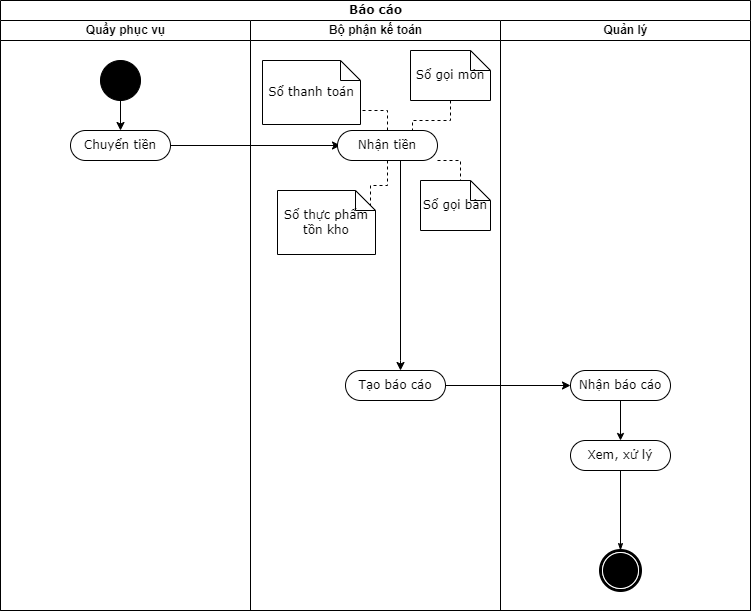 Báo cáo
Quầy phục vụ
Bộ phận kế toán
Quản lý
Sổ thanh toán
Sổ gọi món
Chuyển tiền
Nhận tiền
Sổ thực phẩm
tồn kho
Sổ gọi bàn
Tạo báo cáo
Nhận báo cáo
Xem, xử lý